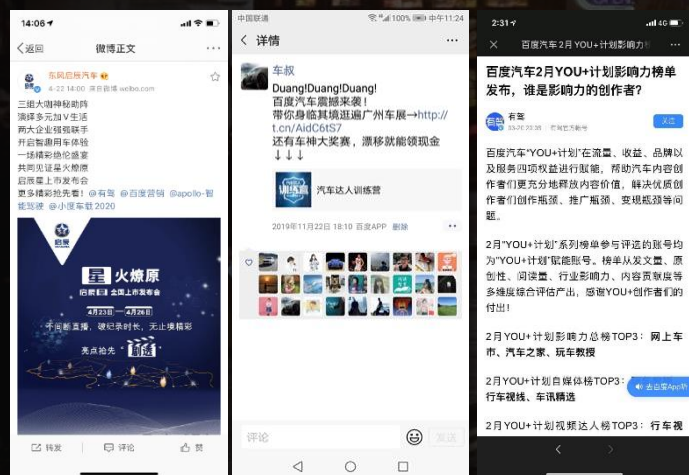 14:06
返回
微博正文
东风启辰汽车
4-22 14:00 来自微博 weibo.com
三组大咖神秘助阵
演绎多元加V生活
两大企业强强联手
开启智趣用车体验
一场精彩绝伦盛宴
共同见证星火燎原
启辰星上市发布会
更多精彩抢先看！@有驾 @百度营销 @apollo-智
能驾驶 @小度车载2020
启辰
星 火燎原
启辰星 全国上市发布会
4月23日—4月26日
不间断直播，破纪录时长，无止境精彩
亮点抢先 "剧透"
转发
评论
赞
中国联通
100% 中午11:24
详情
车叔
Duang!Duang!Duang!
百度汽车震撼来袭！
带你身临其境逛遍广州车展→http://
t.cn/AidC6tS7
还有车神大奖赛，漂移就能领现金
↓↓↓
训练营
汽车达人训练营
2019年11月22日 18:10 百度APP 删除
评论
发送
2:31
4G
百度汽车2月YOU+计划影响力
百度汽车2月YOU+计划影响力榜单
发布，谁是影响力的创作者？
有驾
有驾
有驾官方帐号
关注
百度汽车"YOU+计划"在流量、收益、品牌以
及服务四项权益进行赋能，帮助汽车内容创
作者们更充分地释放内容价值，解决优质创
作者们创作瓶颈、推广瓶颈、变现瓶颈等问
题。
2月"YOU+计划"系列榜单参与评选的账号均
为"YOU+计划"赋能账号。榜单从发文量、原
创性、阅读量、行业影响力、内容贡献度等
多维度综合评估产出，感谢YOU+创作者们的
付出！
2月YOU+计划影响力总榜TOP3：网上车
市、汽车之家、玩车教授
2月YOU+计划自媒体榜TOP3：
去百度App听
行车视线、车讯精选
2月YOU+计划视频达人榜TOP3：行车视